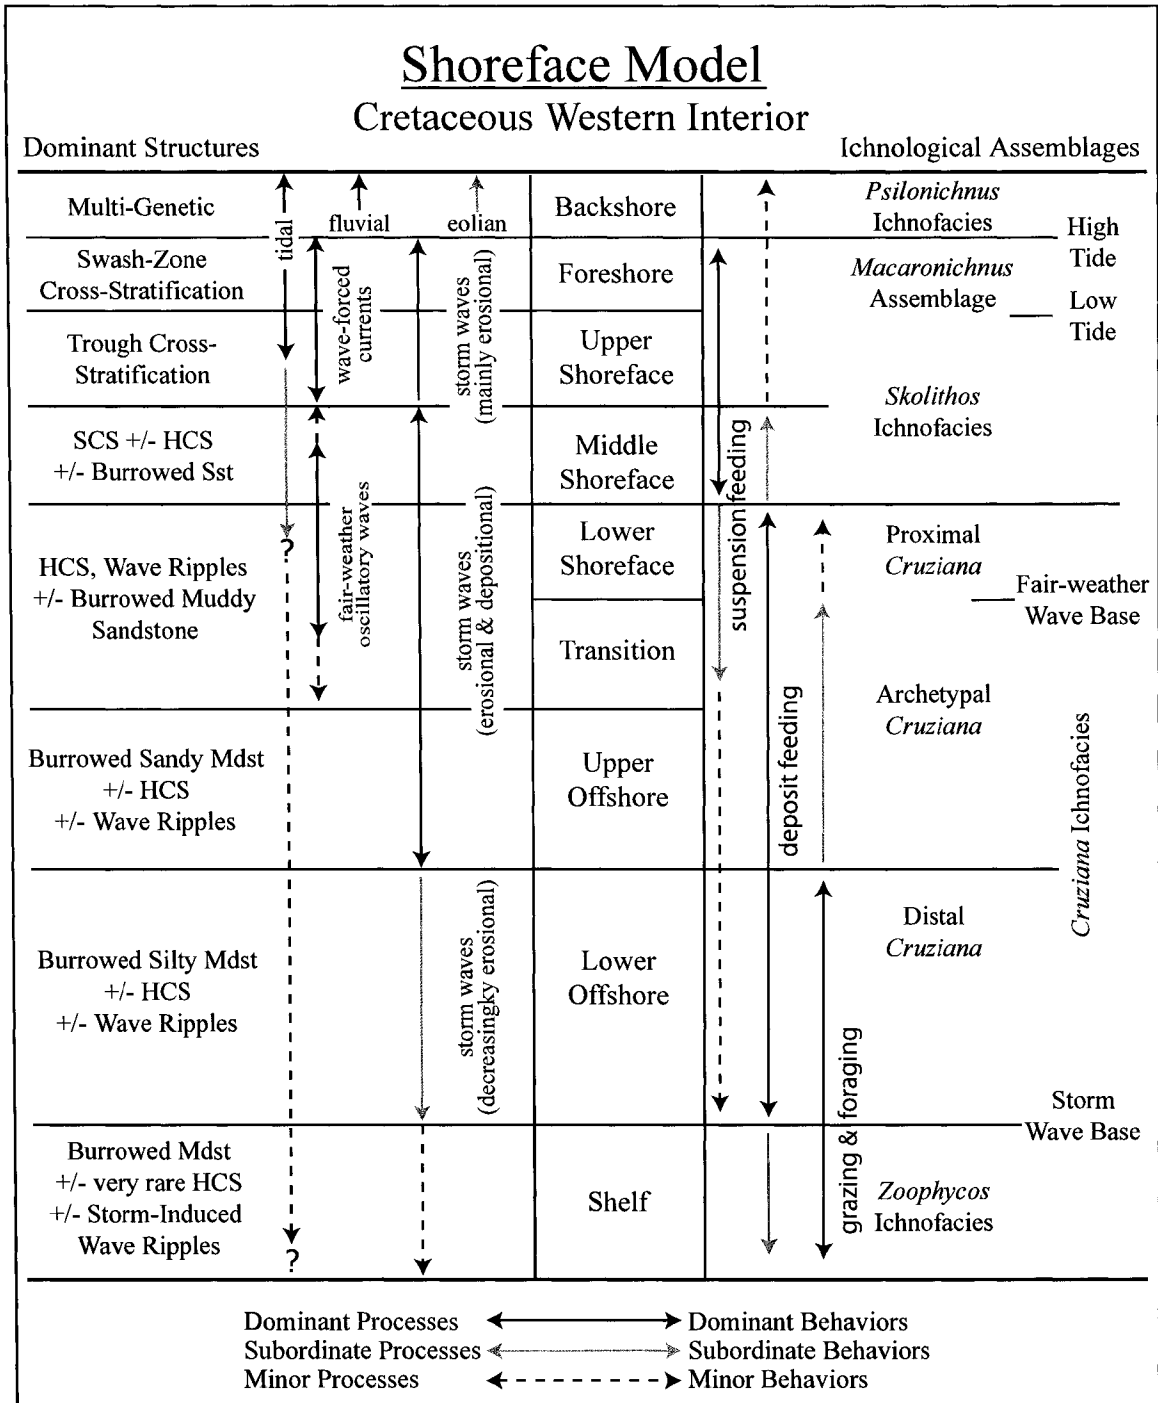 Shoreface Model
Cretaceous Western Interior
Dominant Structures
Ichnological Assemblages
Multi-Genetic
tidal
fluvial
eolian
Backshore
Psilonichnus
Ichnofacies
High
Tide
Swash-Zone
Cross-Stratification
wave-forced
currents
storm waves
(mainly erosional)
Foreshore
Macaronichnus
Assemblage
Low
Tide
Trough Cross-
Stratification
Upper
Shoreface
Skolithos
Ichnofacies
SCS +/- HCS
+/- Burrowed Sst
Middle
Shoreface
suspension feeding
?
HCS, Wave Ripples
+/- Burrowed Muddy
Sandstone
fair-weather
oscillatory waves
storm waves
(erosional & depositional)
Lower
Shoreface
Proximal
Cruziana
Fair-weather
Wave Base
Transition
deposit feeding
Archetypal
Cruziana
Burrowed Sandy Mdst
+/- HCS
+/- Wave Ripples
Upper
Offshore
Cruziana Ichnofacies
Burrowed Silty Mdst
+/- HCS
+/- Wave Ripples
storm waves
(decreasingky erosional)
Lower
Offshore
Distal
Cruziana
grazing & foraging
Storm
Wave Base
Burrowed Mdst
+/- very rare HCS
+/- Storm-Induced
Wave Ripples
?
Shelf
Zoophycos
Ichnofacies
Dominant Processes
Dominant Behaviors
Subordinate Processes
Subordinate Behaviors
Minor Processes
Minor Behaviors